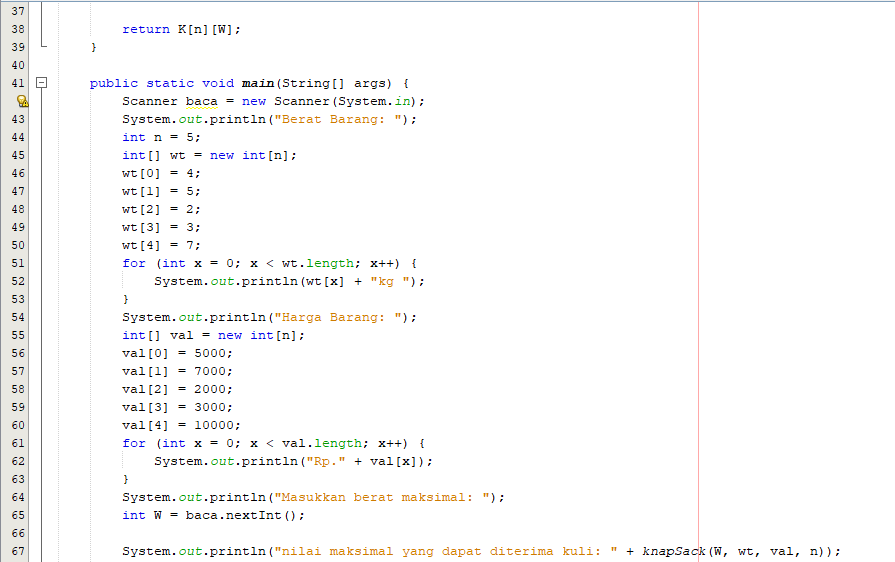 37
38 return K[n][W];
39 }
40
41 public static void main(String[] args) {
Scanner baca = new Scanner(System.in);
43 System.out.println("Berat Barang: ");
44 int n = 5;
45 int[] wt = new int[n];
46 wt[0] = 4;
47 wt[1] = 5;
48 wt[2] = 2;
49 wt[3] = 3;
50 wt[4] = 7;
51 for (int x = 0; x < wt.length; x++) {
52 System.out.println(wt[x] + "kg ");
53 }
54 System.out.println("Harga Barang: ");
55 int[] val = new int[n];
56 val[0] = 5000;
57 val[1] = 7000;
58 val[2] = 2000;
59 val[3] = 3000;
60 val[4] = 10000;
61 for (int x = 0; x < val.length; x++) {
62 System.out.println("Rp." + val[x]);
63 }
64 System.out.println("Masukkan berat maksimal: ");
65 int W = baca.nextInt();
66
67 System.out.println("nilai maksimal yang dapat diterima kuli: " + knapSack(W, wt, val, n));